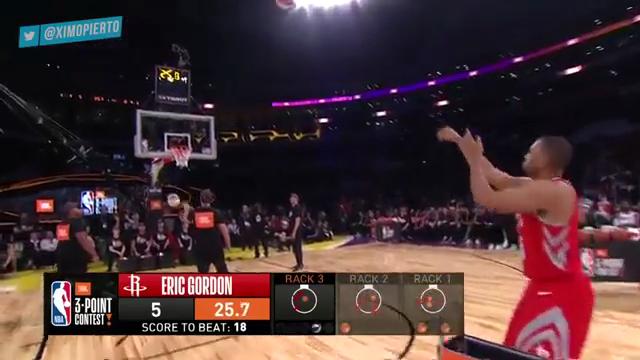 @XIMOPIERTO
JBL
ERIC GORDON
RACK 3 RACK 2 RACK 1
NBA
3-POINT
CONTEST
5 25.7
SCORE TO BEAT: 18